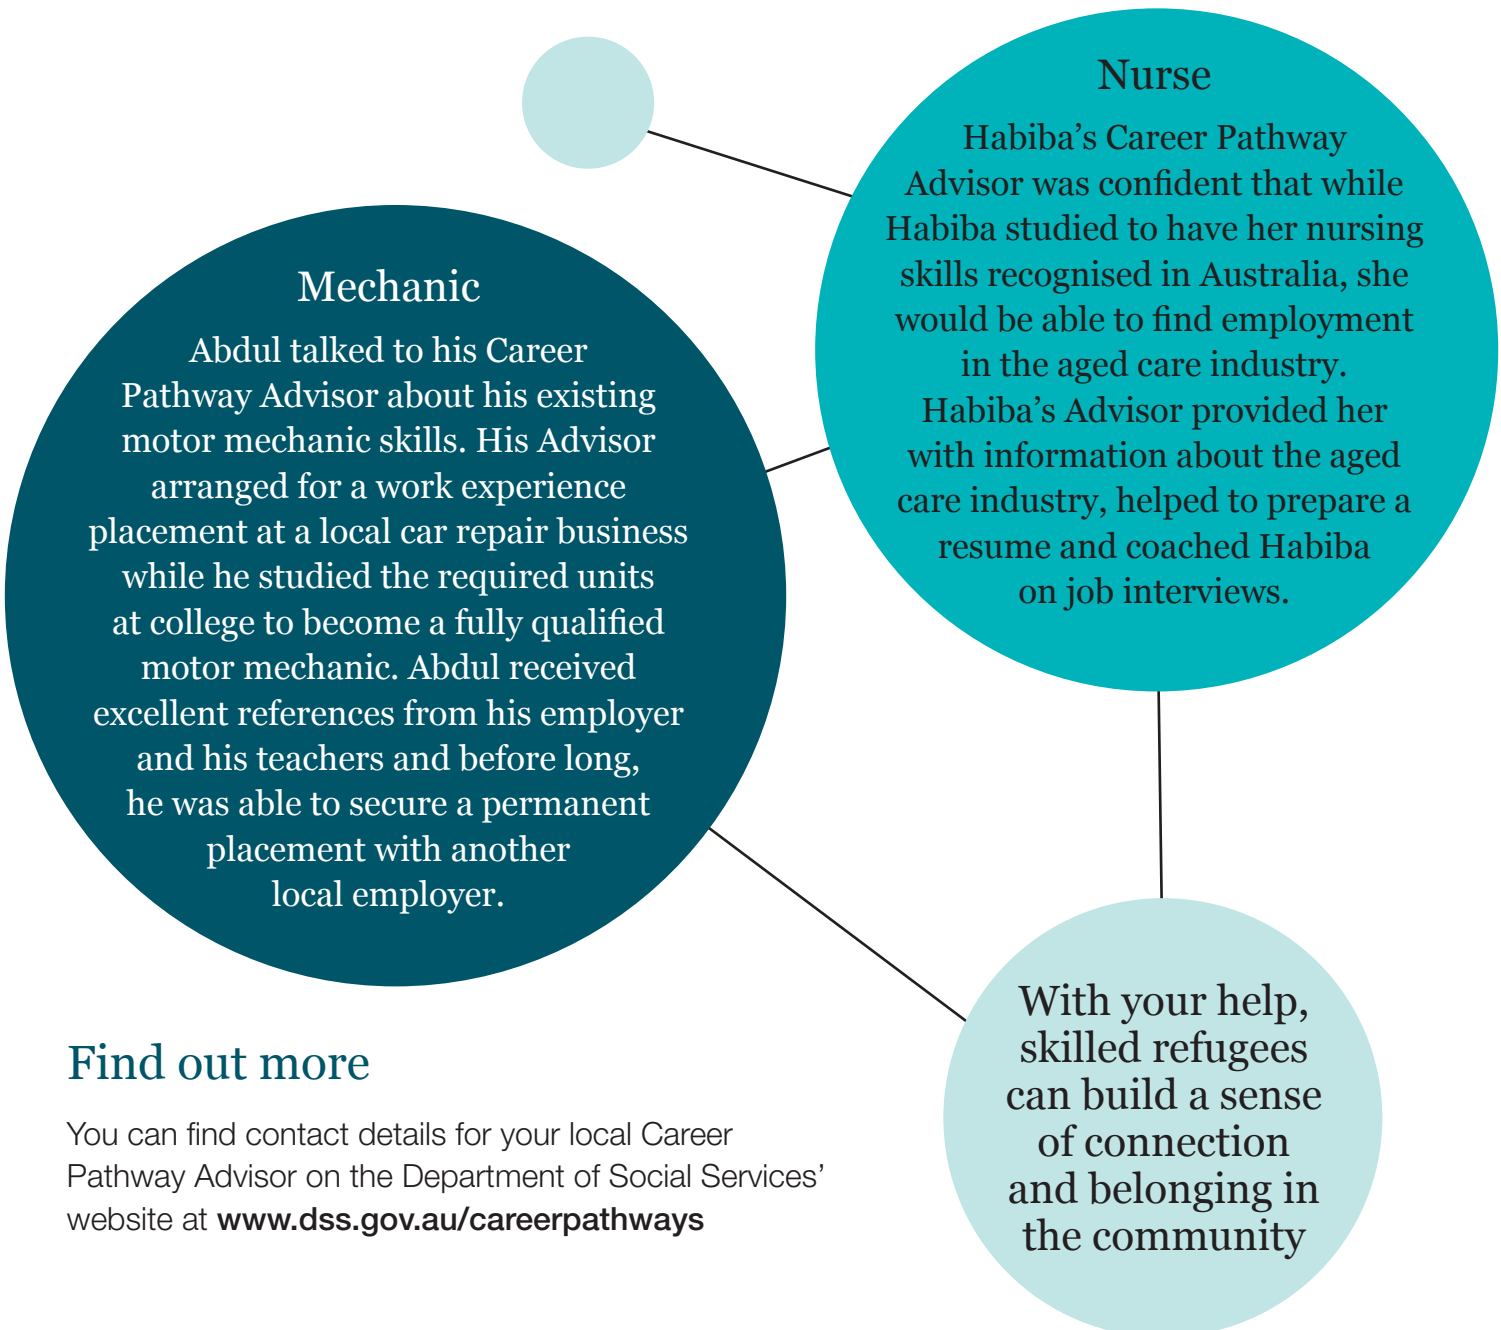 Nurse
Habiba’s Career Pathway
Advisor was confident that while
Habiba studied to have her nursing
skills recognised in Australia, she
would be able to find employment
in the aged care industry.
Habiba’s Advisor provided her
with information about the aged
care industry, helped to prepare a
resume and coached Habiba
on job interviews.
Mechanic
Abdul talked to his Career
Pathway Advisor about his existing
motor mechanic skills. His Advisor
arranged for a work experience
placement at a local car repair business
while he studied the required units
at college to become a fully qualified
motor mechanic. Abdul received
excellent references from his employer
and his teachers and before long,
he was able to secure a permanent
placement with another
local employer.
With your help,
skilled refugees
can build a sense
of connection
and belonging in
the community
Find out more
You can find contact details for your local Career
Pathway Advisor on the Department of Social Services’
website at www.dss.gov.au/careerpathways